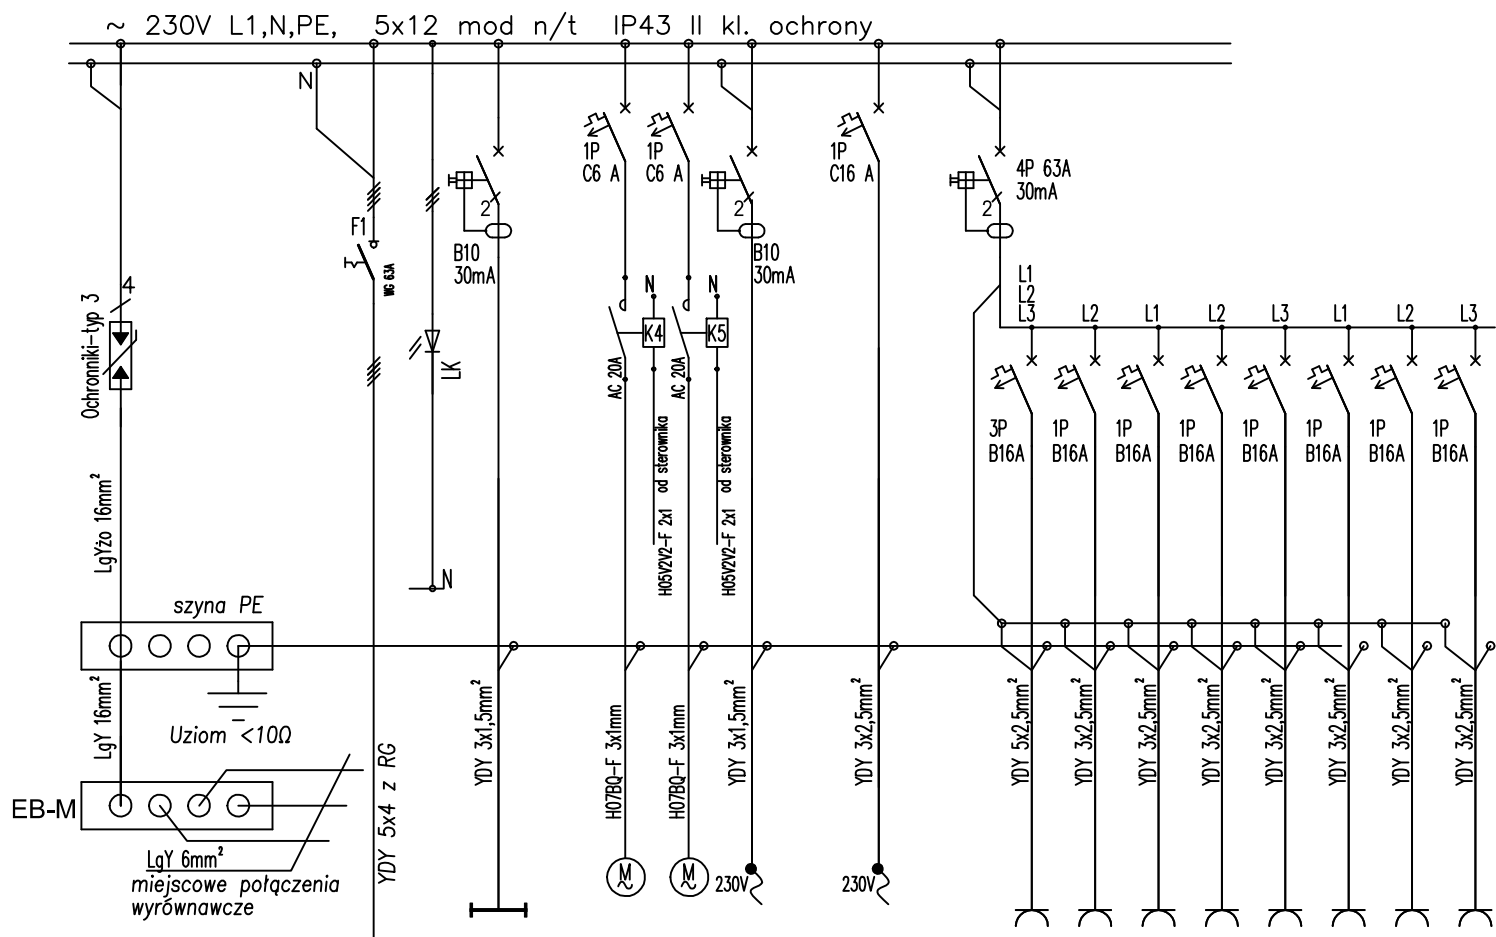 ~ 230V L1,N,PE, 5x12 mod n/t IP43 II kl. ochrony
N
4
Ochronniki-typ 3
LgYżo 16mm²
szyna PE
LgY 16mm²
Uziom <10Ω
EB-M
LgY 6mm²
miejscowe połączenia
wyrównawcze
F1
WG 63A
YDY 5x4 z RG
LK
N
2
B10
30mA
YDY 3x1,5mm²
1P
C6 A
N
K4
AC 20A
H05V2V2-F 2x1 od sterownika
H07BQ-F 3x1mm
M
~
1P
C6 A
N
K5
AC 20A
H05V2V2-F 2x1 od sterownika
H07BQ-F 3x1mm
M
~
2
B10
30mA
YDY 3x1,5mm²
230V
1P
C16 A
YDY 3x2,5mm²
230V
4P 63A
30mA
2
L1
L2
L3 L2 L1 L2 L3 L1 L2 L3
3P 1P 1P 1P 1P 1P 1P 1P
B16A B16A B16A B16A B16A B16A B16A B16A
YDY 5x2,5mm²
YDY 3x2,5mm²
YDY 3x2,5mm²
YDY 3x2,5mm²
YDY 3x2,5mm²
YDY 3x2,5mm²
YDY 3x2,5mm²
YDY 3x2,5mm²